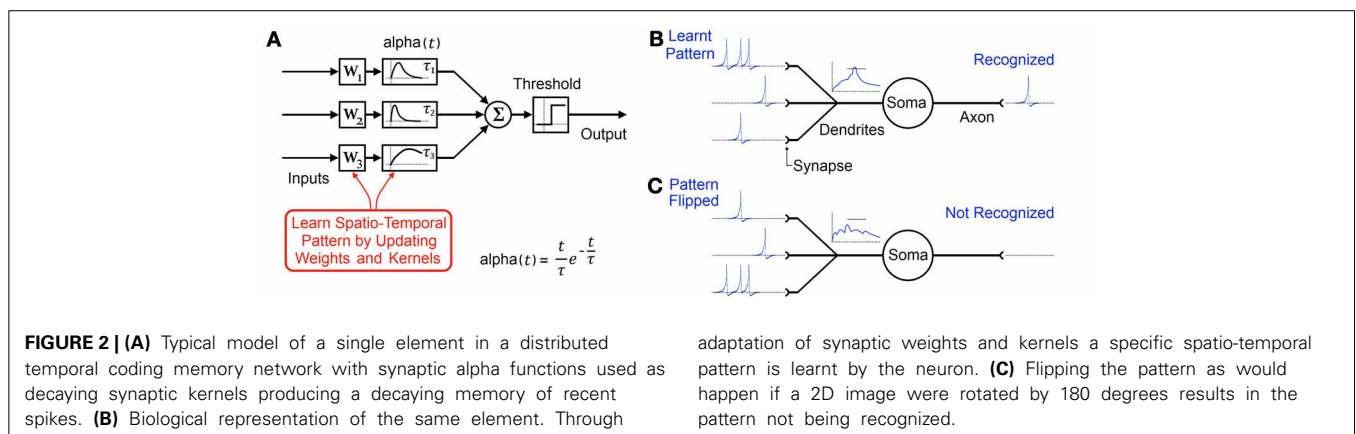 A
alpha(t)
W1
τ1
Threshold
W2
τ2
Σ
Output
W3
τ3
Inputs
Learn Spatio-Temporal
Pattern by Updating
Weights and Kernels
alpha(t) = t/τ e^-t/τ
B
Learnt
Pattern
Recognized
Soma
Dendrites
Axon
Synapse
C
Pattern
Flipped
Not Recognized
Soma
FIGURE 2 | (A) Typical model of a single element in a distributed
temporal coding memory network with synaptic alpha functions used as
decaying synaptic kernels producing a decaying memory of recent
spikes. (B) Biological representation of the same element. Through
adaptation of synaptic weights and kernels a specific spatio-temporal
pattern is learnt by the neuron. (C) Flipping the pattern as would
happen if a 2D image were rotated by 180 degrees results in the
pattern not being recognized.